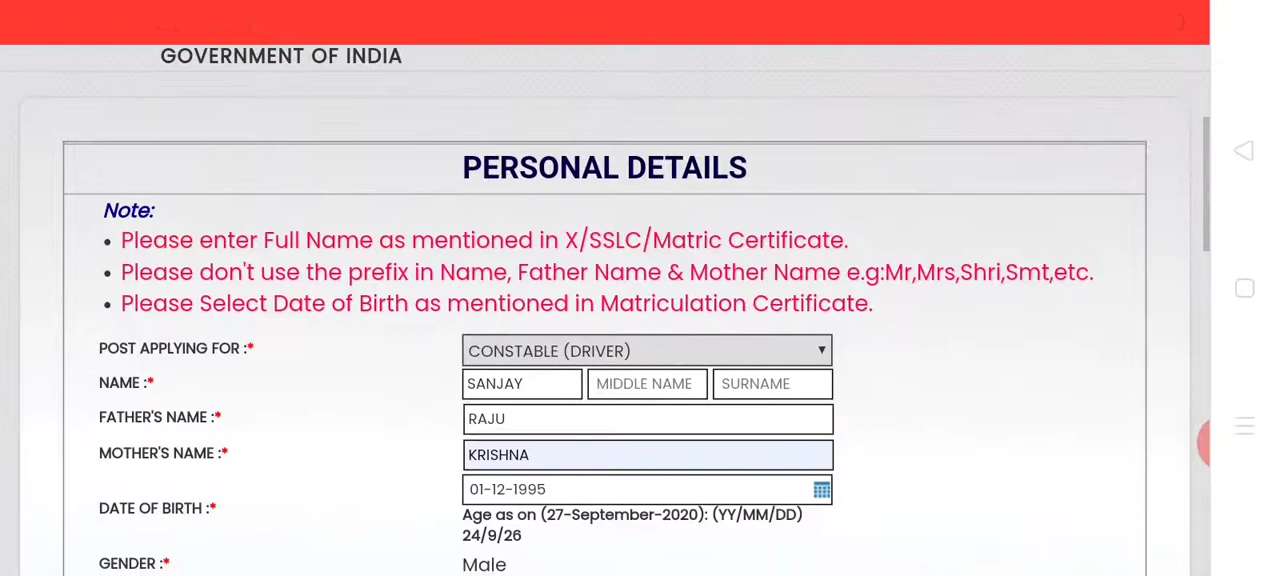 GOVERNMENT OF INDIA
PERSONAL DETAILS
Note:
• Please enter Full Name as mentioned in X/SSLC/Matric Certificate.
• Please don't use the prefix in Name, Father Name & Mother Name e.g:Mr,Mrs,Shri,Smt,etc.
• Please Select Date of Birth as mentioned in Matriculation Certificate.
POST APPLYING FOR :* CONSTABLE (DRIVER)
NAME :* SANJAY MIDDLE NAME SURNAME
FATHER'S NAME :* RAJU
MOTHER'S NAME :* KRISHNA
DATE OF BIRTH :* 01-12-1995
Age as on (27-September-2020): (YY/MM/DD)
24/9/26
GENDER :* Male